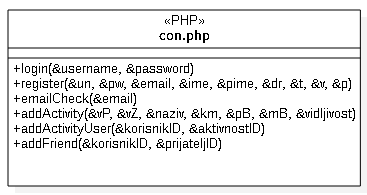 «PHP»
con.php
+login(&username, &password)
+register(&un, &pw, &email, &ime, &pime, &dr, &t, &v, &p)
+emailCheck(&email)
+addActivity(&vP, &vZ, &naziv, &km, &pB, &mB, &vidljivost)
+addActivityUser(&korisnikID, &aktivnostID)
+addFriend(&korisnikID, &prijateljID)